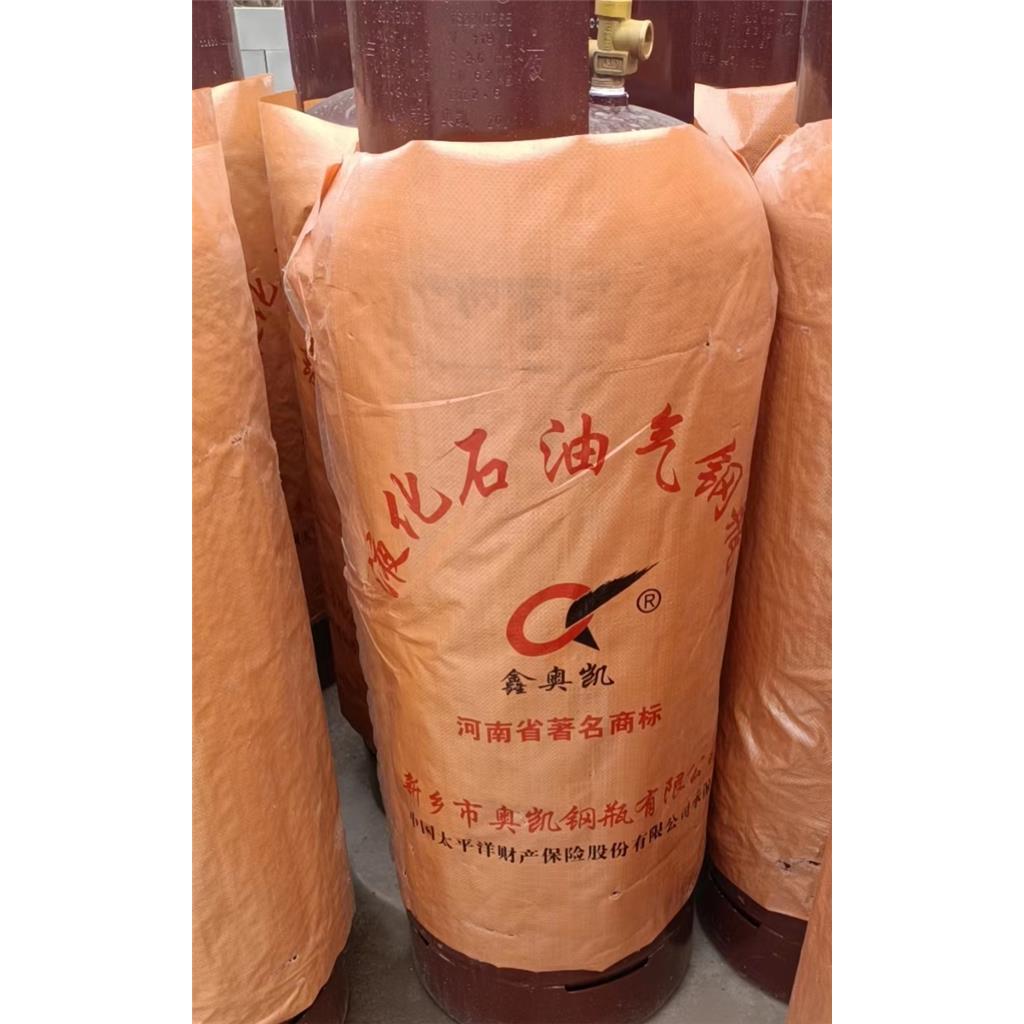 液
液化石油气钢瓶
®
鑫奥凯
河南省著名商标
新乡市奥凯钢瓶有限公
中国太平洋财产保险股份有限公司承